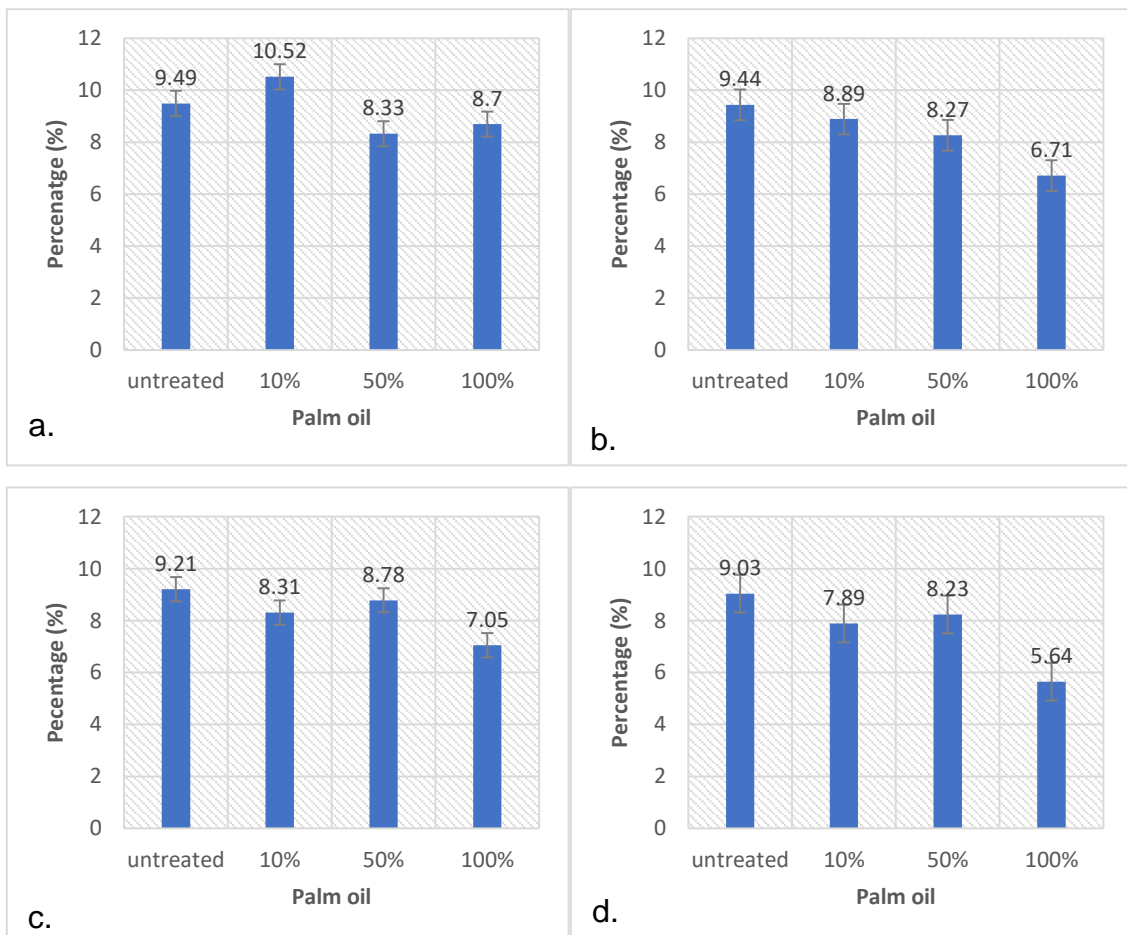 12
10
8
6
4
2
0
Percenatge (%)
9.49
10.52
8.33
8.7
untreated 10% 50% 100%
Palm oil
a.
12
10
8
6
4
2
0
Percentage (%)
9.44
8.89
8.27
6.71
untreated 10% 50% 100%
Palm oil
b.
12
10
8
6
4
2
0
Pecentage (%)
9.21
8.31
8.78
7.05
untreated 10% 50% 100%
Palm oil
c.
12
10
8
6
4
2
0
Percentage (%)
9.03
7.89
8.23
5.64
untreated 10% 50% 100%
Palm oil
d.